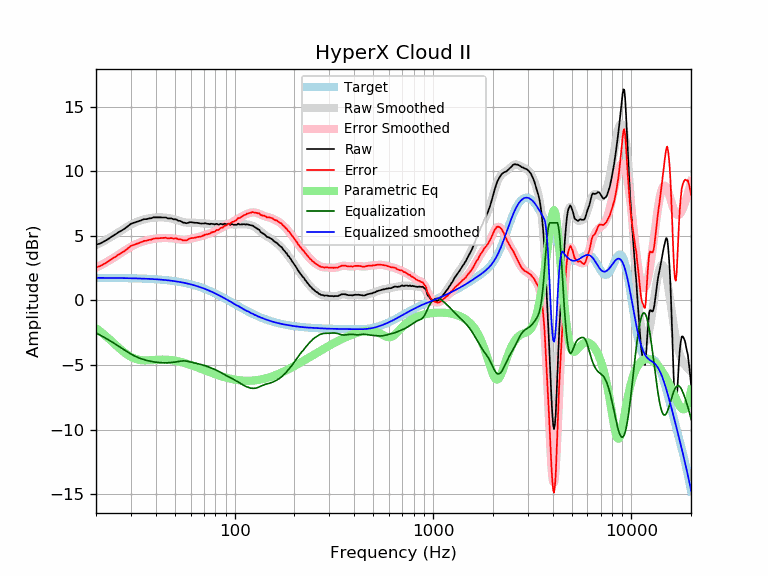 HyperX Cloud II
Target
Raw Smoothed
Error Smoothed
Raw
Error
Parametric Eq
Equalization
Equalized smoothed
Amplitude (dBr)
15
10
5
0
−5
−10
−15
100
1000
10000
Frequency (Hz)